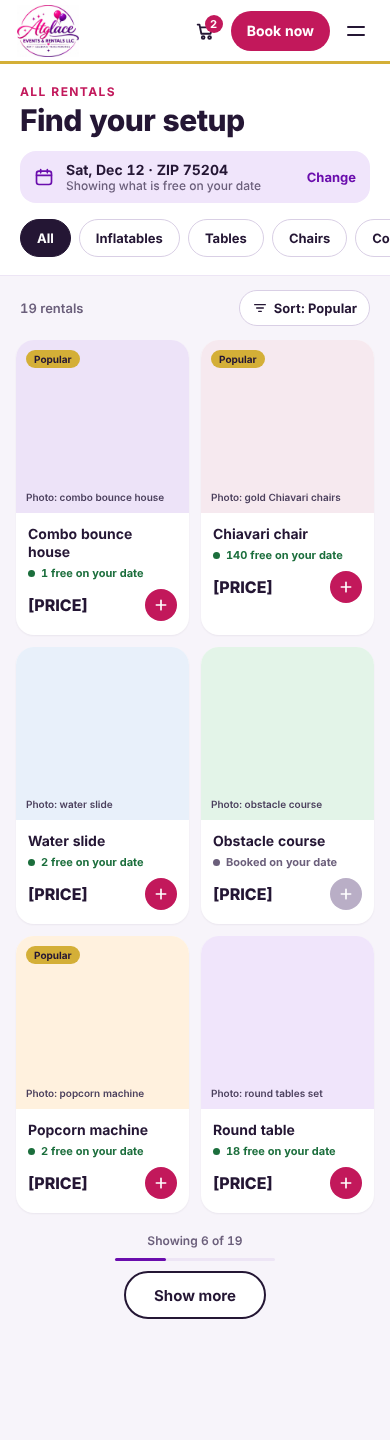 Atglace
EVENTS & RENTALS LLC
2
Book now
ALL RENTALS
Find your setup
Sat, Dec 12 · ZIP 75204
Showing what is free on your date
Change
All
Inflatables
Tables
Chairs
Co
19 rentals
Sort: Popular
Popular
Photo: combo bounce house
Combo bounce
house
1 free on your date
[PRICE]
Popular
Photo: gold Chiavari chairs
Chiavari chair
140 free on your date
[PRICE]
Photo: water slide
Water slide
2 free on your date
[PRICE]
Photo: obstacle course
Obstacle course
Booked on your date
[PRICE]
Popular
Photo: popcorn machine
Popcorn machine
2 free on your date
[PRICE]
Photo: round tables set
Round table
18 free on your date
[PRICE]
Showing 6 of 19
Show more